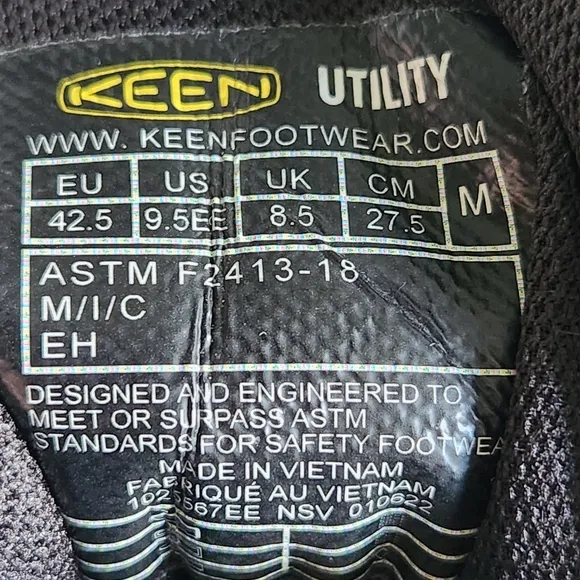 KEEN UTILITY
WWW. KEENFOOTWEAR.COM
EU US UK CM M
42.5 9.5EE 8.5 27.5
ASTM F2413-18
M/I/C
EH
DESIGNED AND ENGINEERED TO
MEET OR SURPASS ASTM
STANDARDS FOR SAFETY FOOTWEA
MADE IN VIETNAM
FABRIQUÉ AU VIETNAM
NSV 010622